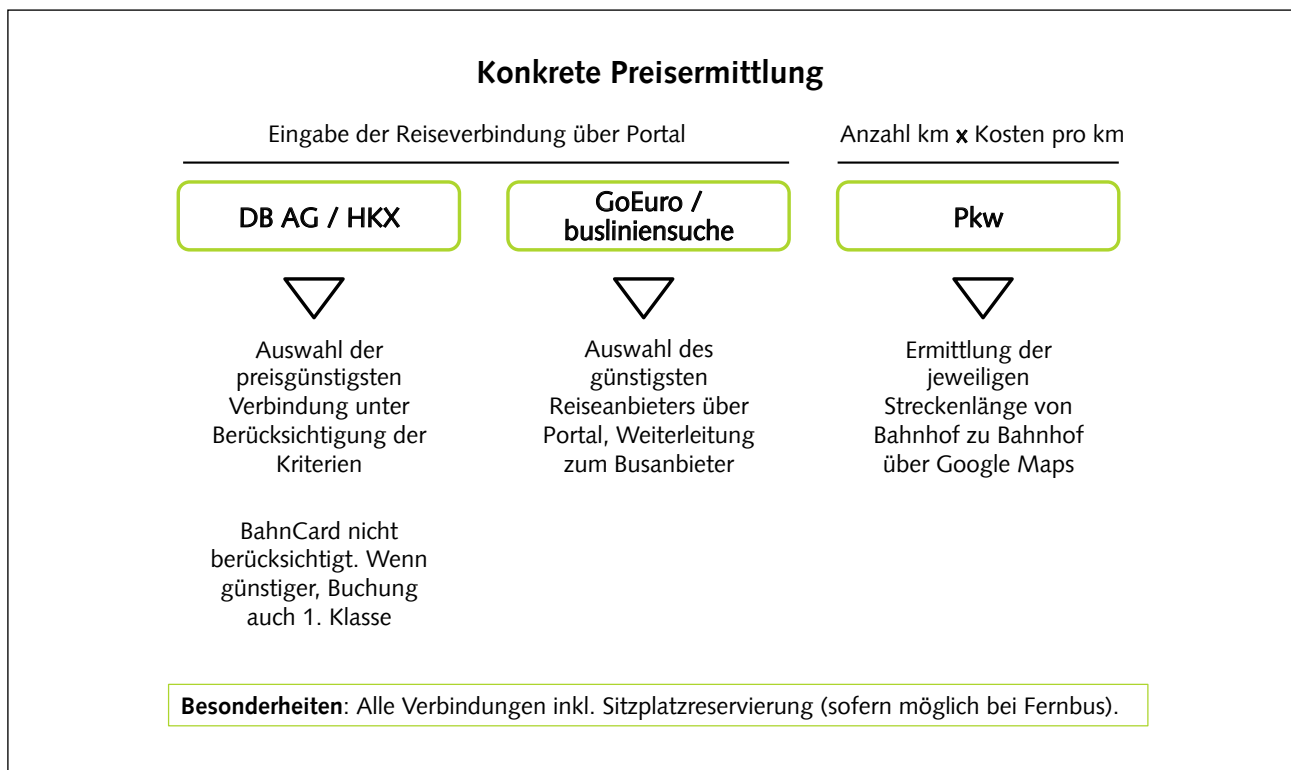 Konkrete Preisermittlung
Eingabe der Reiseverbindung über Portal
Anzahl km x Kosten pro km
DB AG / HKX
GoEuro /
busliniensuche
Pkw
Auswahl der
preisgünstigsten
Verbindung unter
Berücksichtigung der
Kriterien
BahnCard nicht
berücksichtigt. Wenn
günstiger, Buchung
auch 1. Klasse
Auswahl des
günstigsten
Reiseanbieters über
Portal, Weiterleitung
zum Busanbieter
Ermittlung der
jeweiligen
Streckenlänge von
Bahnhof zu Bahnhof
über Google Maps
Besonderheiten: Alle Verbindungen inkl. Sitzplatzreservierung (sofern möglich bei Fernbus).